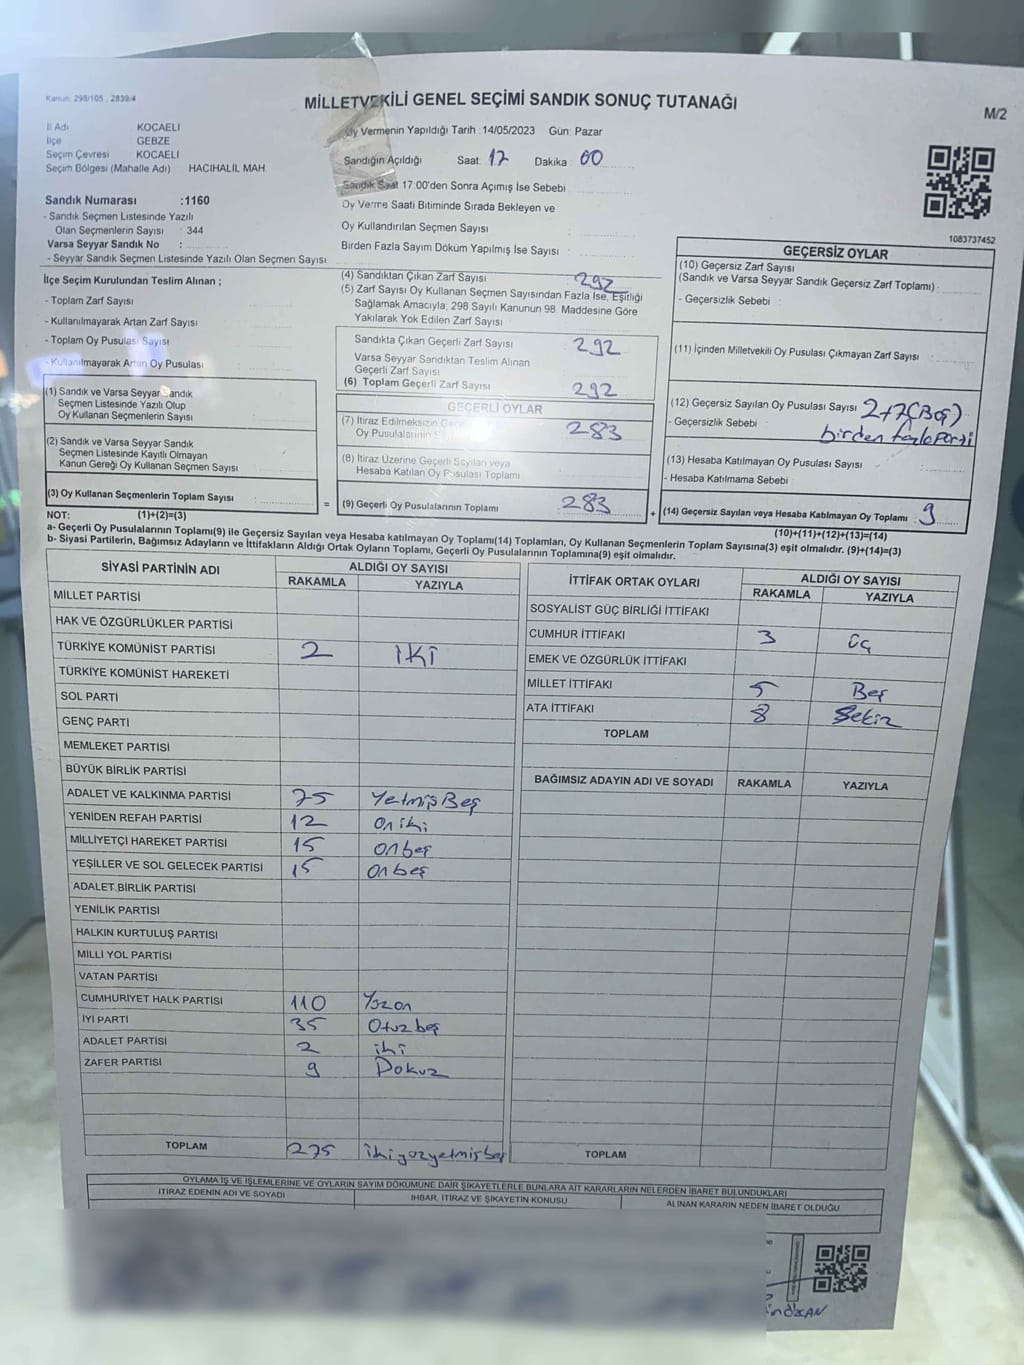 Kanun: 298/105 , 2839/4
MİLLETVEKİLİ GENEL SEÇİMİ SANDIK SONUÇ TUTANAĞI
M/2
İl Adı KOCAELİ
İlçe GEBZE
Seçim Çevresi KOCAELİ
Seçim Bölgesi (Mahalle Adı) HACIHALİL MAH
Oy Vermenin Yapıldığı Tarih : 14/05/2023 Gün: Pazar
Sandığın Açıldığı Saat: 17 Dakika: 00
Sandık Saat 17:00'den Sonra Açımış İse Sebebi :
Oy Verme Saati Bitiminde Sırada Bekleyen ve
Oy Kullandırılan Seçmen Sayısı :
Birden Fazla Sayım Döküm Yapılmış İse Sayısı :
Sandık Numarası :1160
- Sandık Seçmen Listesinde Yazılı
Olan Seçmenlerin Sayısı : 344
Varsa Seyyar Sandık No :
- Seyyar Sandık Seçmen Listesinde Yazılı Olan Seçmen Sayısı
1083737452
İlçe Seçim Kurulundan Teslim Alınan ;
- Toplam Zarf Sayısı
- Kullanılmayarak Artan Zarf Sayısı
- Toplam Oy Pusulası Sayısı
- Kullanılmayarak Artan Oy Pusulası
(1) Sandık ve Varsa Seyyar Sandık
Seçmen Listesinde Yazılı Olup
Oy Kullanan Seçmenlerin Sayısı
(2) Sandık ve Varsa Seyyar Sandık
Seçmen Listesinde Kayıtlı Olmayan
Kanun Gereği Oy Kullanan Seçmen Sayısı
(3) Oy Kullanan Seçmenlerin Toplam Sayısı :
(4) Sandıktan Çıkan Zarf Sayısı 292
(5) Zarf Sayısı Oy Kullanan Seçmen Sayısından Fazla İse, Eşitliği
Sağlamak Amacıyla; 298 Sayılı Kanunun 98. Maddesine Göre
Yakılarak Yok Edilen Zarf Sayısı :
Sandıkta Çıkan Geçerli Zarf Sayısı : 292
Varsa Seyyar Sandıktan Teslim Alınan
Geçerli Zarf Sayısı
(6) Toplam Geçerli Zarf Sayısı : 292
GEÇERLİ OYLAR
(7) İtiraz Edilmeksizin
Oy Pusulalarının 283
(8) İtiraz Üzerine Geçerli Sayılan veya
Hesaba Katılan Oy Pusulası Toplamı
= (9) Geçerli Oy Pusulalarının Toplamı : 283 +
GEÇERSİZ OYLAR
(10) Geçersiz Zarf Sayısı
(Sandık ve Varsa Seyyar Sandık Geçersiz Zarf Toplamı) :
- Geçersizlik Sebebi :
(11) İçinden Milletvekili Oy Pusulası Çıkmayan Zarf Sayısı :
(12) Geçersiz Sayılan Oy Pusulası Sayısı : 2+7(Boş)
- Geçersizlik Sebebi : birden fazla parti
(13) Hesaba Katılmayan Oy Pusulası Sayısı :
- Hesaba Katılmama Sebebi :
(14) Geçersiz Sayılan veya Hesaba Katılmayan Oy Toplamı : 9
NOT: (1)+(2)=(3) (10)+(11)+(12)+(13)=(14)
a- Geçerli Oy Pusulalarının Toplamı(9) ile Geçersiz Sayılan veya Hesaba Katılmayan Oy Toplamı(14) Toplamları, Oy Kullanan Seçmenlerin Toplam Sayısına(3) eşit olmalıdır. (9)+(14)=(3)
b- Siyasi Partilerin, Bağımsız Adayların ve İttifakların Aldığı Ortak Oyların Toplamı, Geçerli Oy Pusulalarının Toplamına(9) eşit olmalıdır.
SİYASİ PARTİNİN ADI ALDIĞI OY SAYISI
RAKAMLA YAZIYLA
MİLLET PARTİSİ
HAK VE ÖZGÜRLÜKLER PARTİSİ
TÜRKİYE KOMÜNİST PARTİSİ 2 İKİ
TÜRKİYE KOMÜNİST HAREKETİ
SOL PARTİ
GENÇ PARTİ
MEMLEKET PARTİSİ
BÜYÜK BİRLİK PARTİSİ
ADALET VE KALKINMA PARTİSİ 75 YetmişBeş
YENİDEN REFAH PARTİSİ 12 On iki
MİLLİYETÇİ HAREKET PARTİSİ 15 onbeş
YEŞİLLER VE SOL GELECEK PARTİSİ 15 onbeş
ADALET BİRLİK PARTİSİ
YENİLİK PARTİSİ
HALKIN KURTULUŞ PARTİSİ
MİLLİ YOL PARTİSİ
VATAN PARTİSİ
CUMHURİYET HALK PARTİSİ 110 Yüzon
İYİ PARTİ 35 Otuzbeş
ADALET PARTİSİ 2 iki
ZAFER PARTİSİ 9 Dokuz
TOPLAM 275 ikiyüzyetmişbeş
İTTİFAK ORTAK OYLARI ALDIĞI OY SAYISI
RAKAMLA YAZIYLA
SOSYALİST GÜÇ BİRLİĞİ İTTİFAKI
CUMHUR İTTİFAKI 3 üç
EMEK VE ÖZGÜRLÜK İTTİFAKI
MİLLET İTTİFAKI 5 Beş
ATA İTTİFAKI 8 Sekiz
TOPLAM
BAĞIMSIZ ADAYIN ADI VE SOYADI RAKAMLA YAZIYLA
TOPLAM
OYLAMA İŞ VE İŞLEMLERİNE VE OYLARIN SAYIM DÖKÜMÜNE DAİR ŞİKAYETLERLE BUNLARA AİT KARARLARIN NELERDEN İBARET BULUNDUKLARI
İTİRAZ EDENİN ADI VE SOYADI İHBAR, İTİRAZ VE ŞİKAYETİN KONUSU ALINAN KARARIN NEDEN İBARET OLDUĞU